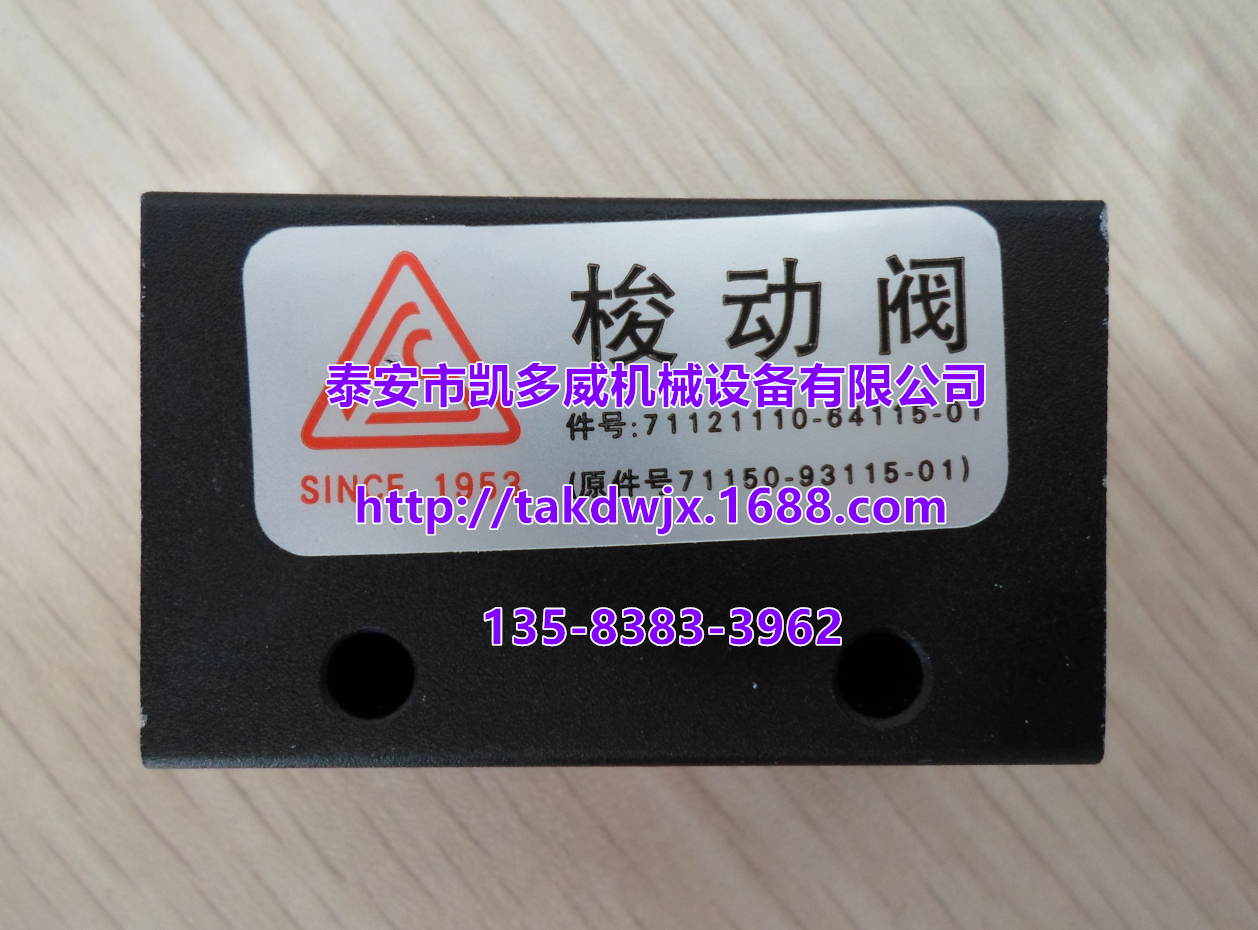 梭动阀
泰安市凯多威机械设备有限公司
件号:71121110-64115-01
SINCE 1953
(原件号71150-93115-01)
http://takdwjx.1688.com
135-8383-3962